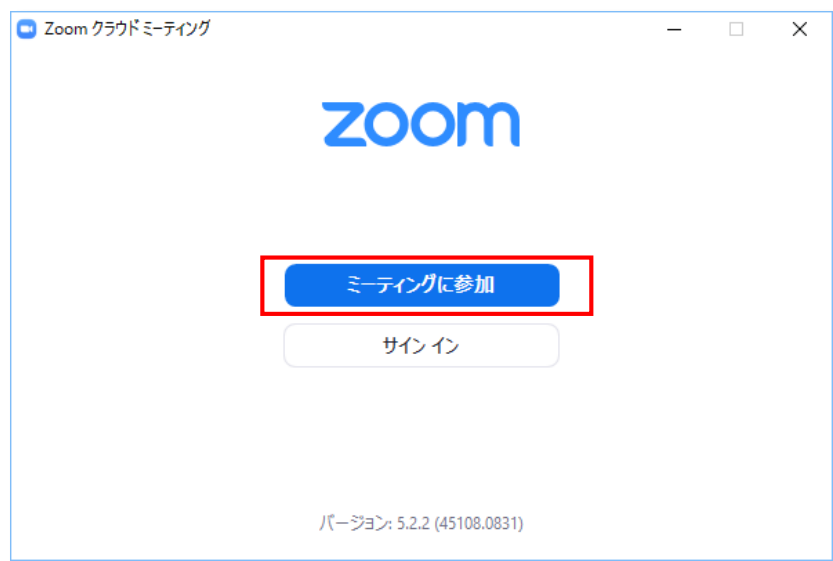 Zoom クラウド ミーティング
zoom
ミーティングに参加
サイン イン
バージョン: 5.2.2 (45108.0831)